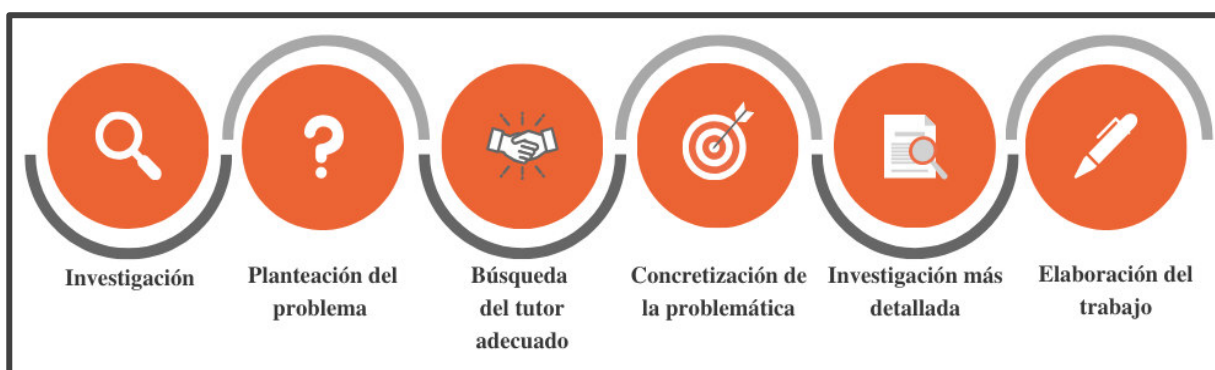 Investigación
Planteación del
problema
Búsqueda
del tutor
adecuado
Concretización de
la problemática
Investigación más
detallada
Elaboración del
trabajo